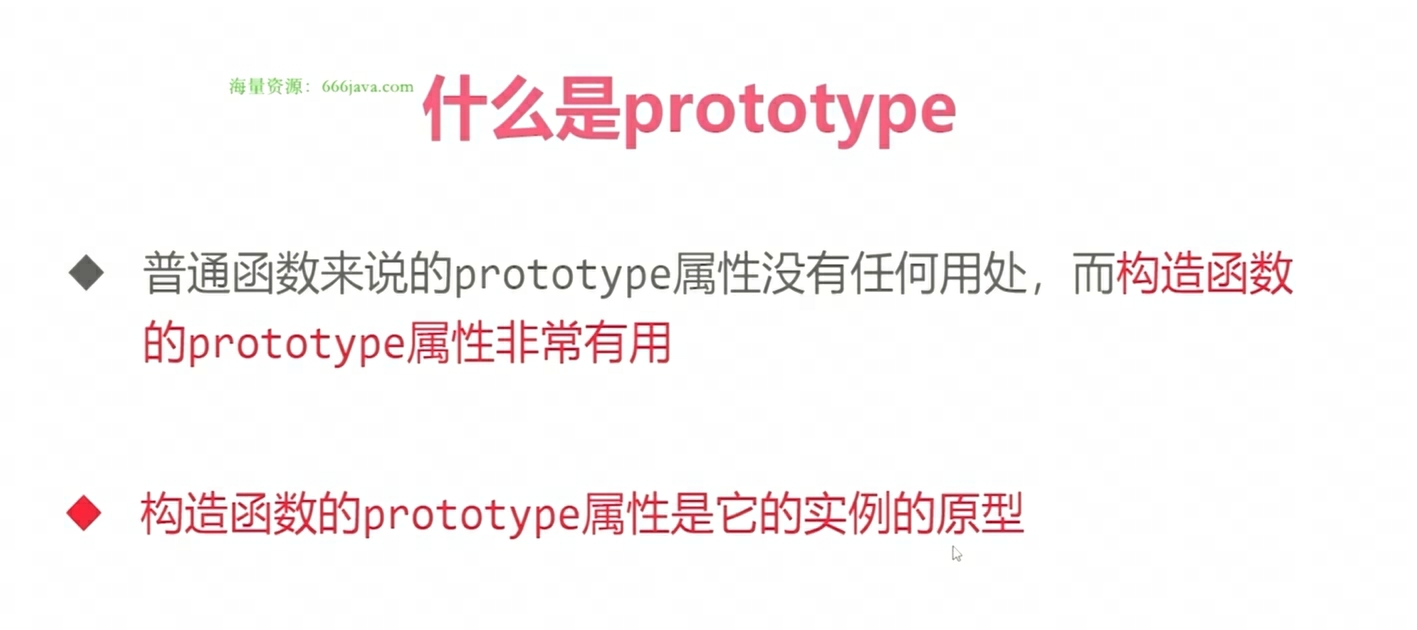 海量资源：666java.com
什么是prototype
普通函数来说的prototype属性没有任何用处，而构造函数
的prototype属性非常有用
构造函数的prototype属性是它的实例的原型